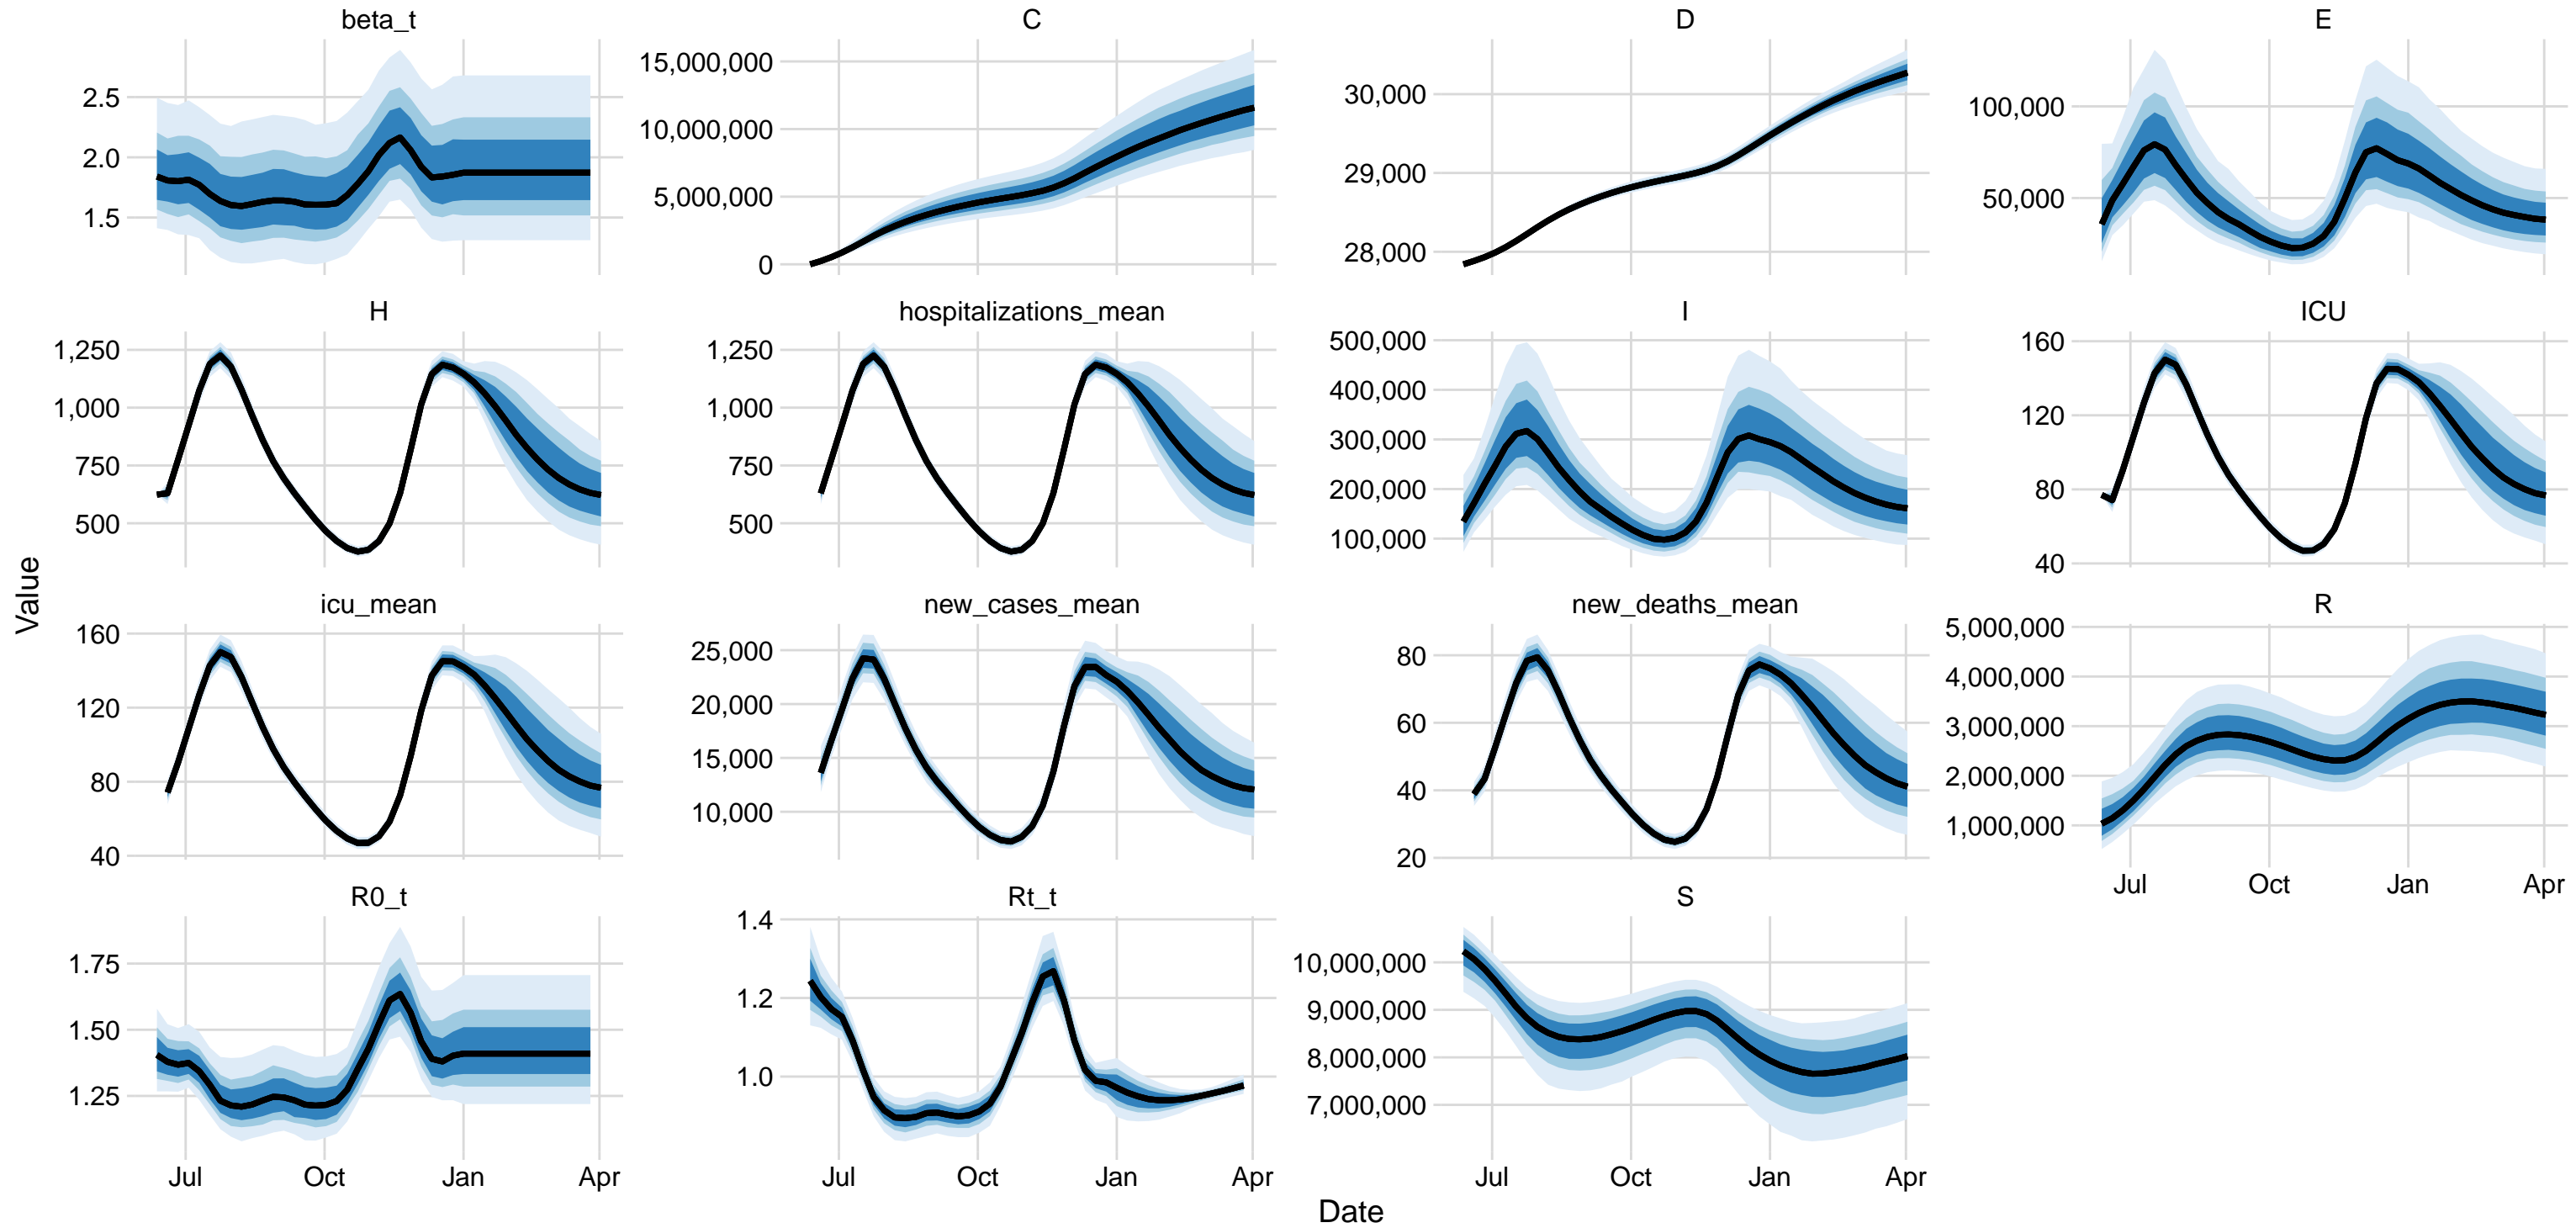 beta_t
C
D
E
2.5
2.0
1.5
15,000,000
10,000,000
5,000,000
0
30,000
29,000
28,000
100,000
50,000
H
hospitalizations_mean
I
ICU
1,250
1,000
750
500
1,250
1,000
750
500
500,000
400,000
300,000
200,000
100,000
160
120
80
40
Value
icu_mean
new_cases_mean
new_deaths_mean
R
160
120
80
40
25,000
20,000
15,000
10,000
80
60
40
20
5,000,000
4,000,000
3,000,000
2,000,000
1,000,000
Jul Oct Jan Apr
R0_t
Rt_t
S
1.75
1.50
1.25
1.4
1.2
1.0
10,000,000
9,000,000
8,000,000
7,000,000
Jul Oct Jan Apr
Jul Oct Jan Apr
Jul Oct Jan Apr
Date